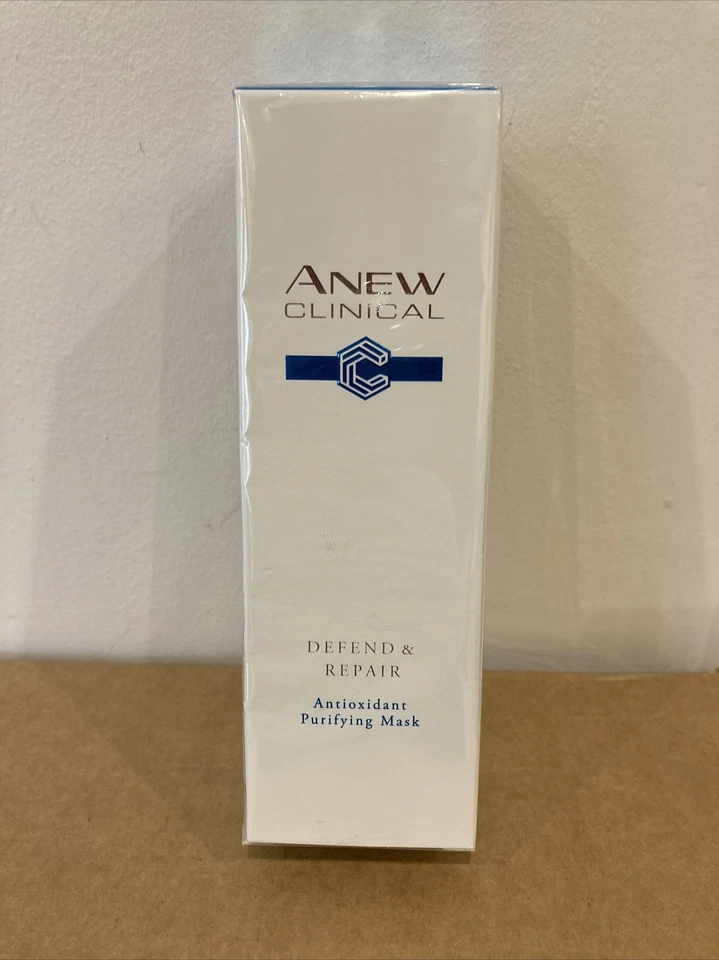 ANEW
CLINICAL
C
DEFEND &
REPAIR
Antioxidant
Purifying Mask